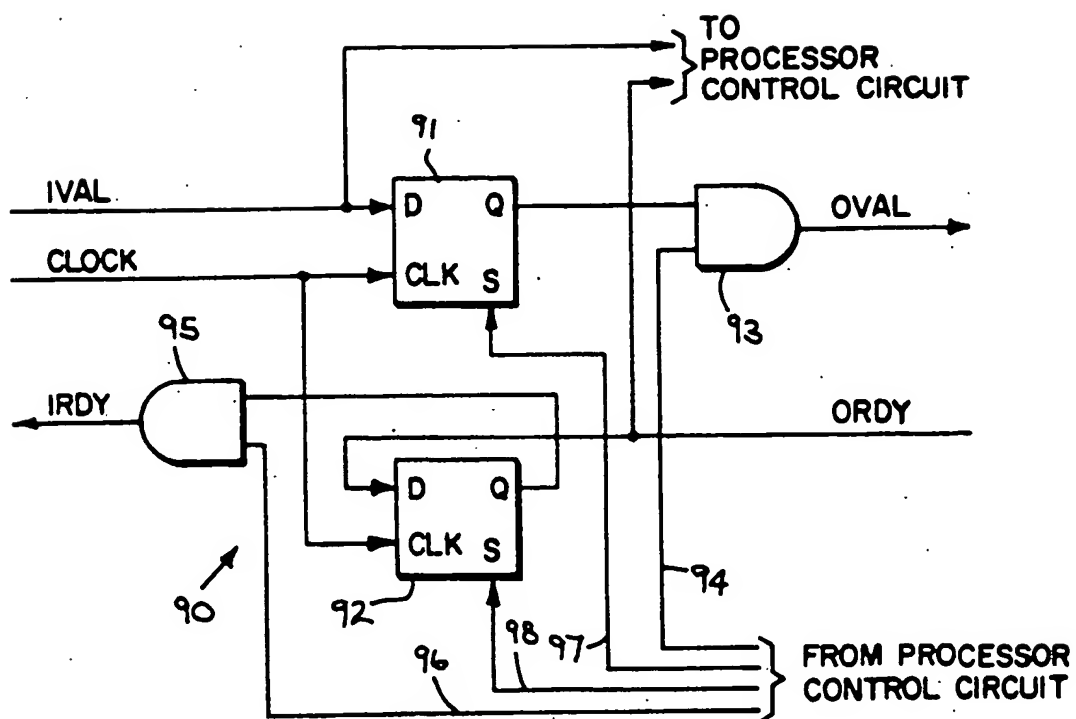 TO
PROCESSOR
CONTROL CIRCUIT
91
IVAL
D Q
OVAL
CLOCK
CLK S
93
95
IRDY
ORDY
D Q
CLK S
94
90
92
98 97
96
FROM PROCESSOR
CONTROL CIRCUIT